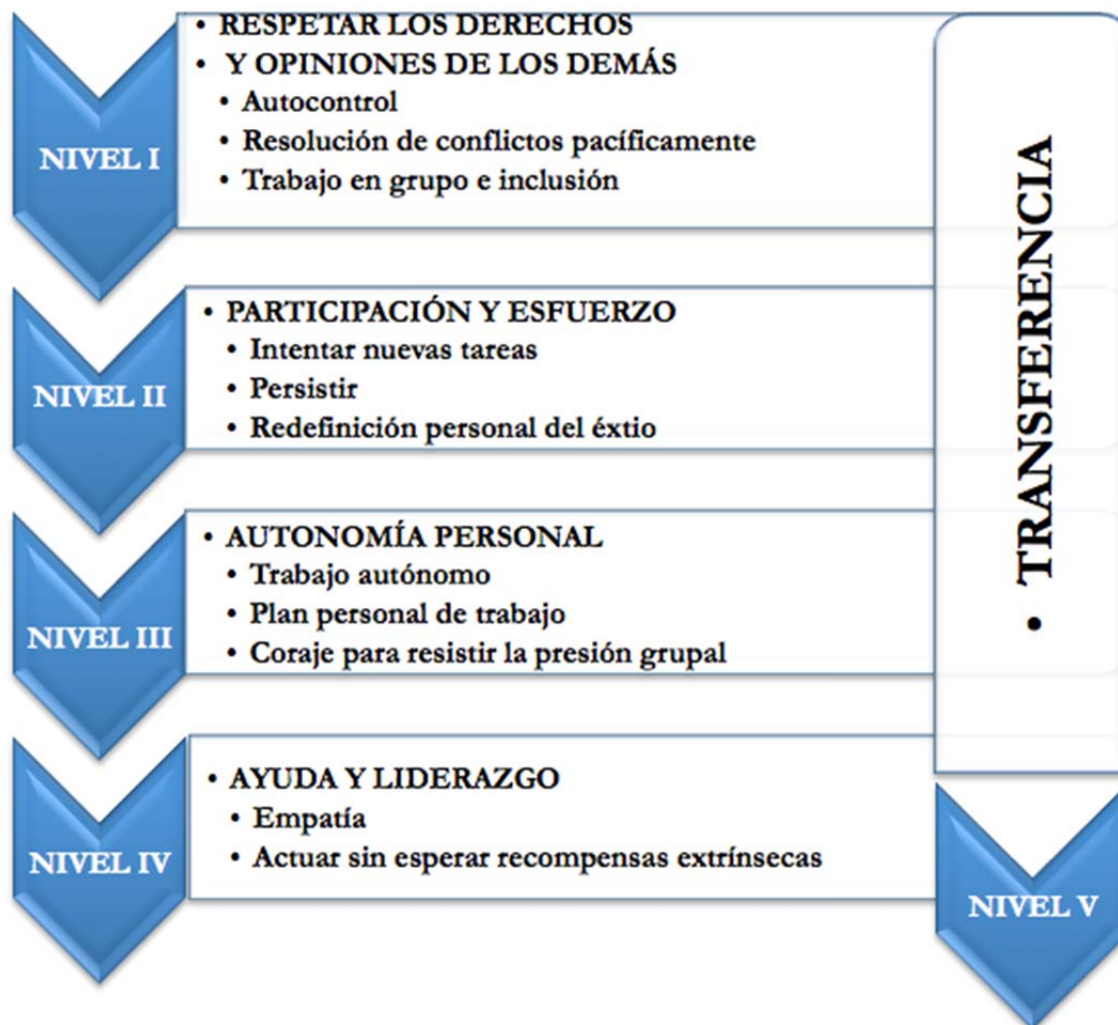 NIVEL I
• RESPETAR LOS DERECHOS
• Y OPINIONES DE LOS DEMÁS
• Autocontrol
• Resolución de conflictos pacíficamente
• Trabajo en grupo e inclusión
NIVEL II
• PARTICIPACIÓN Y ESFUERZO
• Intentar nuevas tareas
• Persistir
• Redefinición personal del éxtio
NIVEL III
• AUTONOMÍA PERSONAL
• Trabajo autónomo
• Plan personal de trabajo
• Coraje para resistir la presión grupal
NIVEL IV
• AYUDA Y LIDERAZGO
• Empatía
• Actuar sin esperar recompensas extrínsecas
• TRANSFERENCIA
NIVEL V